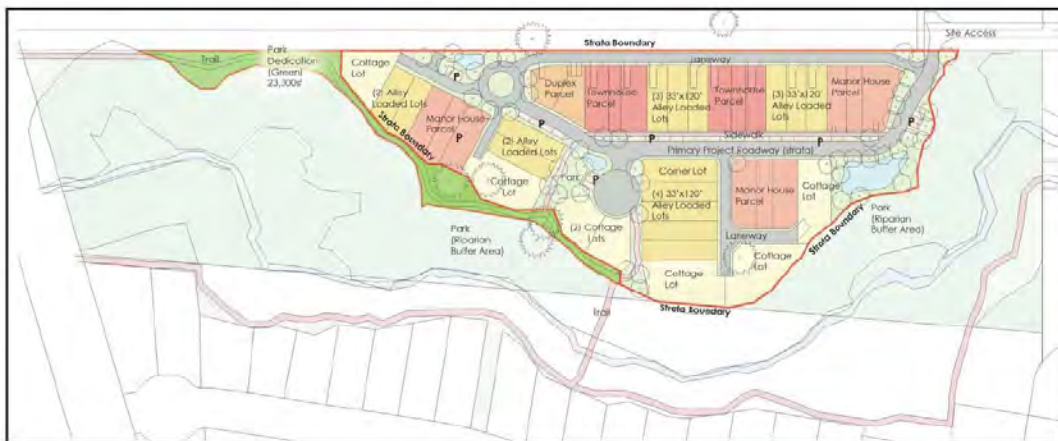 Strata Boundary
Site Access
Trail
Park
Dedication
(Green)
23,300
Cottage
Lot
(2) Alley
Loaded Lots
Manor House
Parcel
P
P
Laneway
Duplex
Parcel
Townhouse
Parcel
(3) 33'x120'
Alley Loaded
Lots
Townhouse
Parcel
(3) 33'x120'
Alley Loaded
Lots
Manor House
Parcel
P
P
P
P
Sidewalk
Primary Project Roadway (strata)
Strata Boundary
(2) Alley
Loaded Lots
Cottage
Lot
Park
P
Corner Lot
(4) 33'x120'
Alley Loaded
Lots
Manor House
Parcel
Cottage
Lot
Park
(Riparian
Buffer Area)
Strata Boundary
Park
(Riparian
Buffer Area)
(2) Cottage
Lots
Laneway
Cottage
Lot
Cottage
Lot
Strata Boundary
Trail